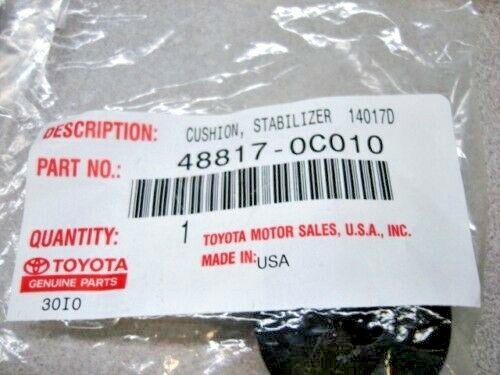 DESCRIPTION: CUSHION, STABILIZER 14017D
PART NO.: 48817-0C010
QUANTITY: 1 TOYOTA MOTOR SALES, U.S.A., INC.
TOYOTA MADE IN: USA
GENUINE PARTS
30I0